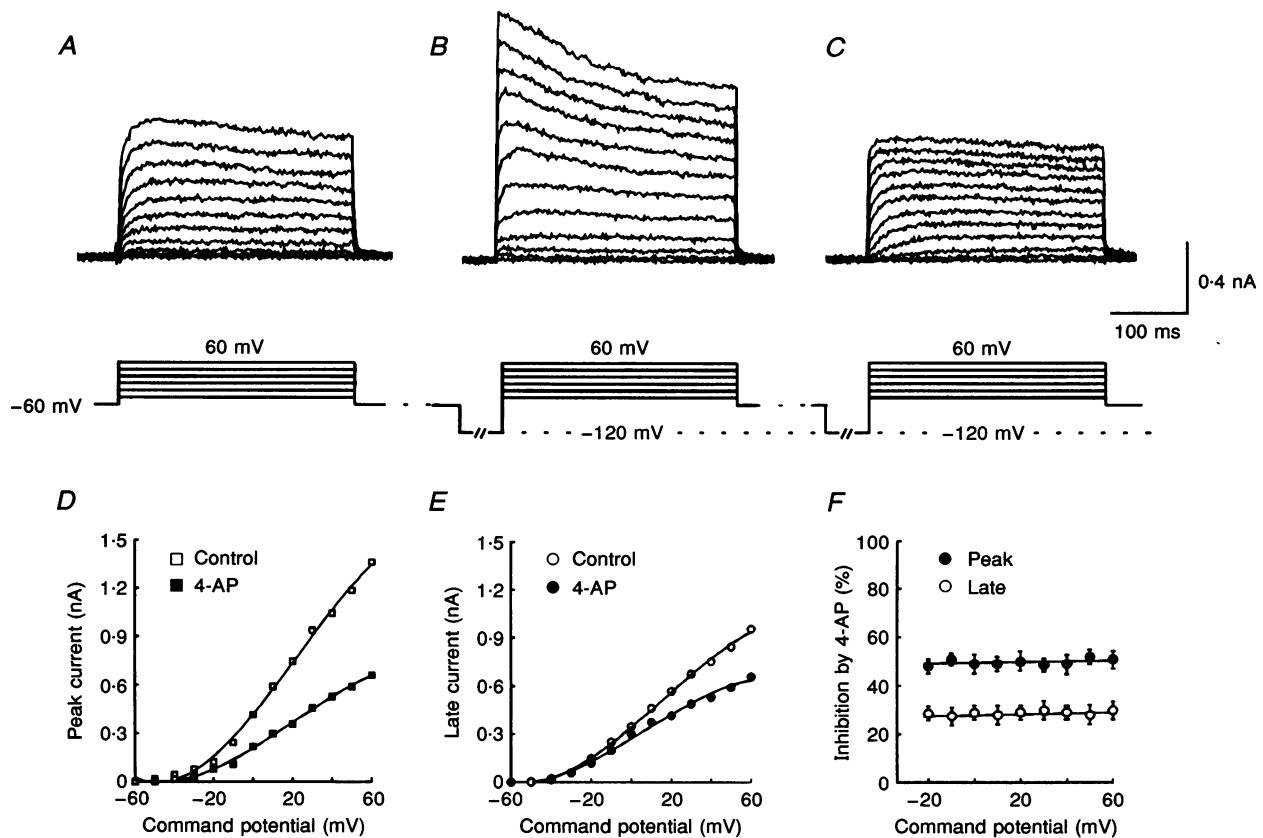 A
B
C
0·4 nA
100 ms
60 mV
60 mV
60 mV
−60 mV
−120 mV
−120 mV
D
E
F
1·5
1·2
0·9
0·6
0·3
0
−60
−20
20
60
Peak current (nA)
Command potential (mV)
Control
4-AP
1·5
1·2
0·9
0·6
0·3
0
−60
−20
20
60
Late current (nA)
Command potential (mV)
Control
4-AP
100
80
60
40
20
0
−20
20
60
Inhibition by 4-AP (%)
Command potential (mV)
Peak
Late